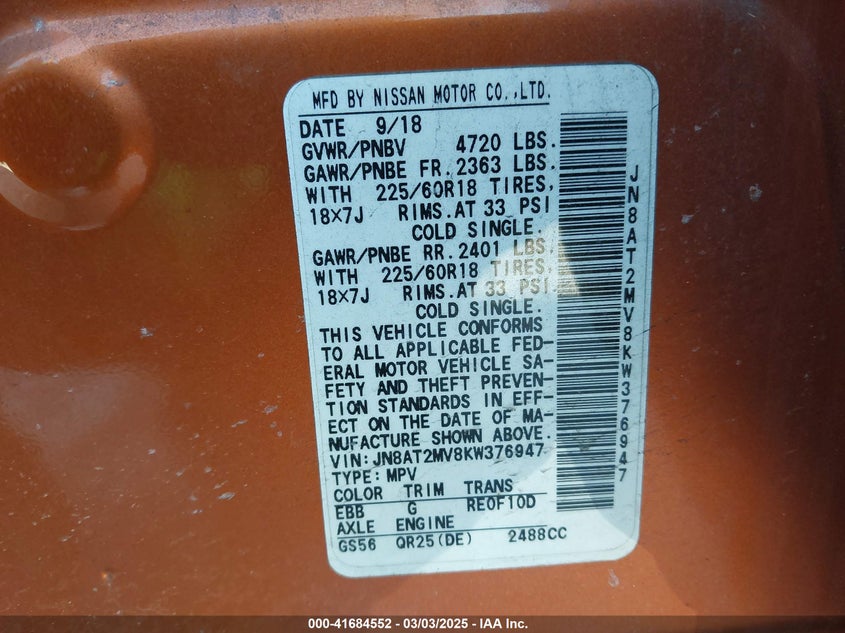 MFD BY NISSAN MOTOR CO.,LTD.
DATE 9/18
GVWR/PNBV 4720 LBS.
GAWR/PNBE FR.2363 LBS.
WITH 225/60R18 TIRES,
18×7J RIMS.AT 33 PSI
COLD SINGLE.
GAWR/PNBE RR.2401 LBS.
WITH 225/60R18 TIRES,
18×7J RIMS.AT 33 PSI
COLD SINGLE.
THIS VEHICLE CONFORMS
TO ALL APPLICABLE FED-
ERAL MOTOR VEHICLE SA-
FETY AND THEFT PREVEN-
TION STANDARDS IN EFF-
ECT ON THE DATE OF MA-
NUFACTURE SHOWN ABOVE.
VIN:JN8AT2MV8KW376947
TYPE:MPV
COLOR TRIM TRANS
EBB G RE0F10D
AXLE ENGINE
GS56 QR25(DE) 2488CC
JN8AT2MV8KW376947
000-41684552 — 03/03/2025 — IAA Inc.